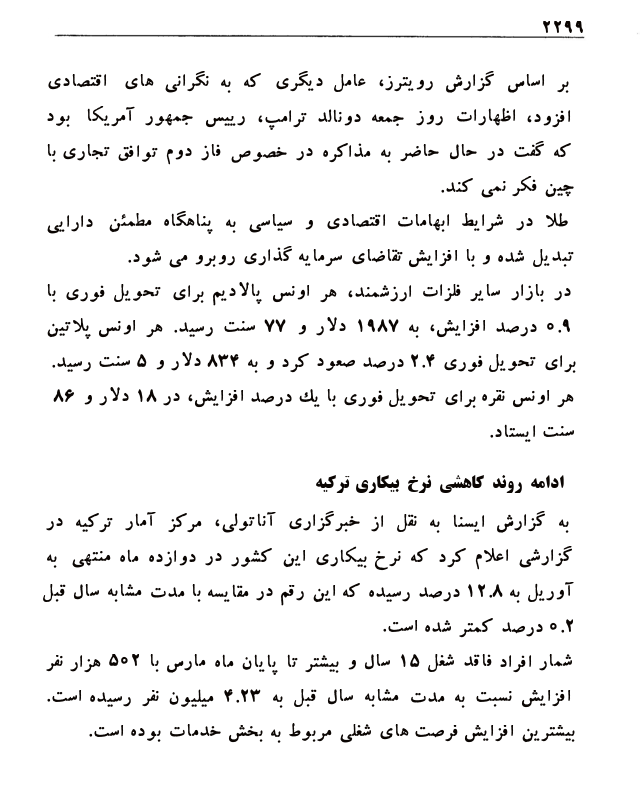 ۲۲۹۹
بر اساس گزارش رویترز، عامل دیگری که به نگرانی های اقتصادی
افزود، اظهارات روز جمعه دونالد ترامپ، رییس جمهور آمریکا بود
که گفت در حال حاضر به مذاکره در خصوص فاز دوم توافق تجاری با
چین فکر نمی کند.
طلا در شرایط ابهامات اقتصادی و سیاسی به پناهگاه مطمئن دارایی
تبدیل شده و با افزایش تقاضای سرمایه گذاری روبرو می شود.
در بازار سایر فلزات ارزشمند، هر اونس پالادیم برای تحویل فوری با
۰.۹ درصد افزایش، به ۱۹۸۷ دلار و ۷۷ سنت رسید. هر اونس پلاتین
برای تحویل فوری ۲.۴ درصد صعود کرد و به ۸۳۴ دلار و ۵ سنت رسید.
هر اونس نقره برای تحویل فوری با یك درصد افزایش، در ۱۸ دلار و ۸۶
سنت ایستاد.
ادامه روند کاهشی نرخ بیکاری ترکیه
به گزارش ایسنا به نقل از خبرگزاری آناتولی، مرکز آمار ترکیه در
گزارشی اعلام کرد که نرخ بیکاری این کشور در دوازده ماه منتهی به
آوریل به ۱۲.۸ درصد رسیده که این رقم در مقایسه با مدت مشابه سال قبل
۰.۲ درصد کمتر شده است.
شمار افراد فاقد شغل ۱۵ سال و بیشتر تا پایان ماه مارس با ۵۰۲ هزار نفر
افزایش نسبت به مدت مشابه سال قبل به ۴.۲۳ میلیون نفر رسیده است.
بیشترین افزایش فرصت های شغلی مربوط به بخش خدمات بوده است.